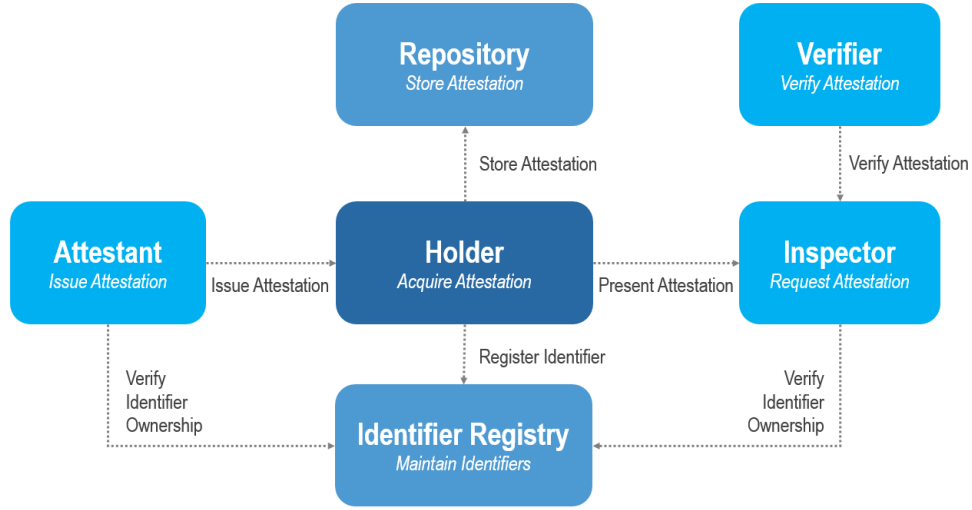 Repository
Store Attestation
Verifier
Verify Attestation
Store Attestation
Verify Attestation
Attestant
Issue Attestation
Issue Attestation
Holder
Acquire Attestation
Present Attestation
Inspector
Request Attestation
Register Identifier
Verify
Identifier
Ownership
Verify
Identifier
Ownership
Identifier Registry
Maintain Identifiers